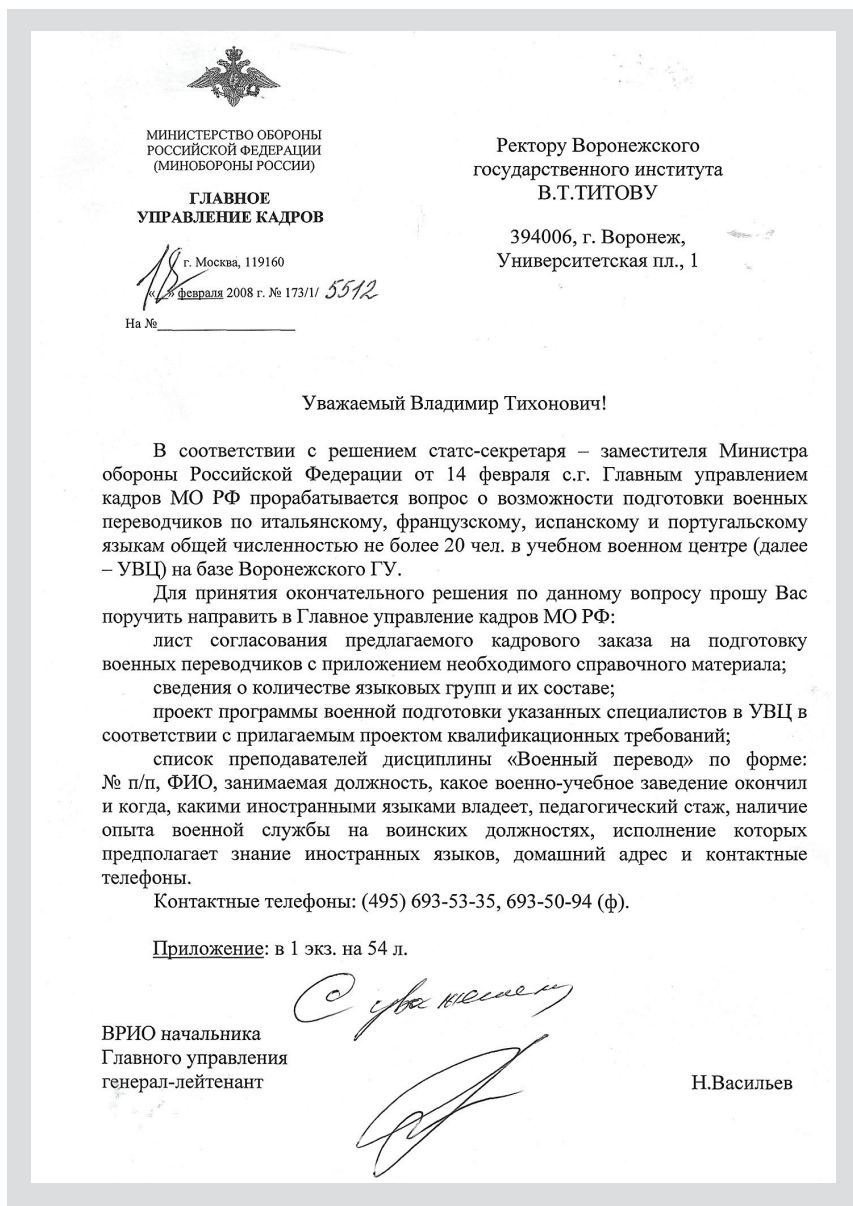 МИНИСТЕРСТВО ОБОРОНЫ
РОССИЙСКОЙ ФЕДЕРАЦИИ
(МИНОБОРОНЫ РОССИИ)
ГЛАВНОЕ
УПРАВЛЕНИЕ КАДРОВ
г. Москва, 119160
«18» февраля 2008 г. № 173/1/ 5512
На №
Ректору Воронежского
государственного института
В.Т.ТИТОВУ
394006, г. Воронеж,
Университетская пл., 1
Уважаемый Владимир Тихонович!
В соответствии с решением статс-секретаря – заместителя Министра
обороны Российской Федерации от 14 февраля с.г. Главным управлением
кадров МО РФ прорабатывается вопрос о возможности подготовки военных
переводчиков по итальянскому, французскому, испанскому и португальскому
языкам общей численностью не более 20 чел. в учебном военном центре (далее
– УВЦ) на базе Воронежского ГУ.
Для принятия окончательного решения по данному вопросу прошу Вас
поручить направить в Главное управление кадров МО РФ:
лист согласования предлагаемого кадрового заказа на подготовку
военных переводчиков с приложением необходимого справочного материала;
сведения о количестве языковых групп и их составе;
проект программы военной подготовки указанных специалистов в УВЦ в
соответствии с прилагаемым проектом квалификационных требований;
список преподавателей дисциплины «Военный перевод» по форме:
№ п/п, ФИО, занимаемая должность, какое военно-учебное заведение окончил
и когда, какими иностранными языками владеет, педагогический стаж, наличие
опыта военной службы на воинских должностях, исполнение которых
предполагает знание иностранных языков, домашний адрес и контактные
телефоны.
Контактные телефоны: (495) 693-53-35, 693-50-94 (ф).
Приложение: в 1 экз. на 54 л.
С уважением
ВРИО начальника
Главного управления
генерал-лейтенант
Н.Васильев